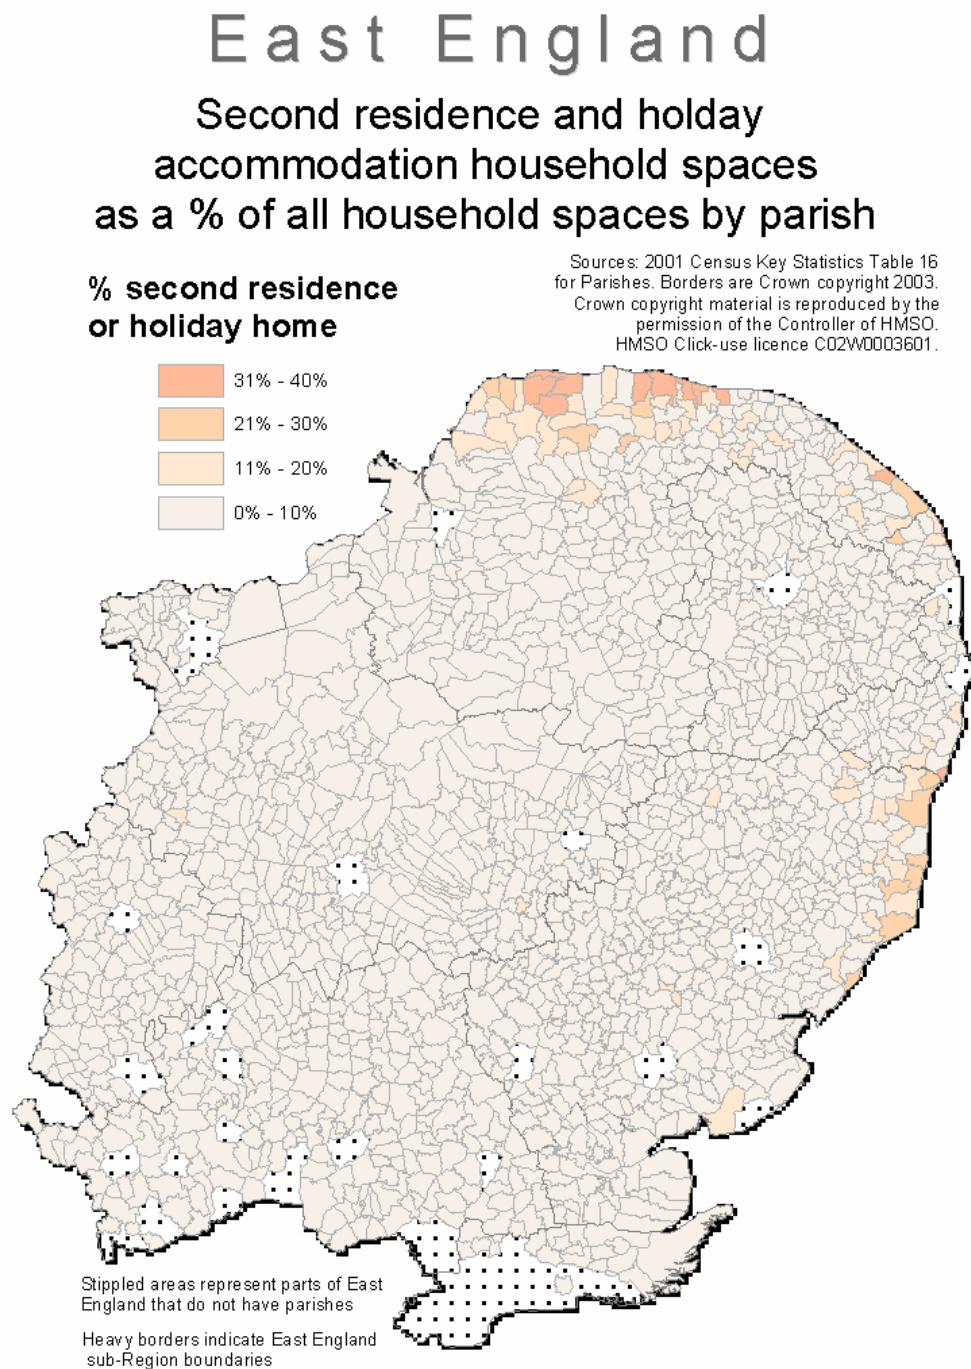 East England
Second residence and holday
accommodation household spaces
as a % of all household spaces by parish
Sources: 2001 Census Key Statistics Table 16
for Parishes. Borders are Crown copyright 2003.
Crown copyright material is reproduced by the
permission of the Controller of HMSO.
HMSO Click-use licence C02W0003601.
% second residence
or holiday home
31% - 40%
21% - 30%
11% - 20%
0% - 10%
Stippled areas represent parts of East
England that do not have parishes
Heavy borders indicate East England
sub-Region boundaries